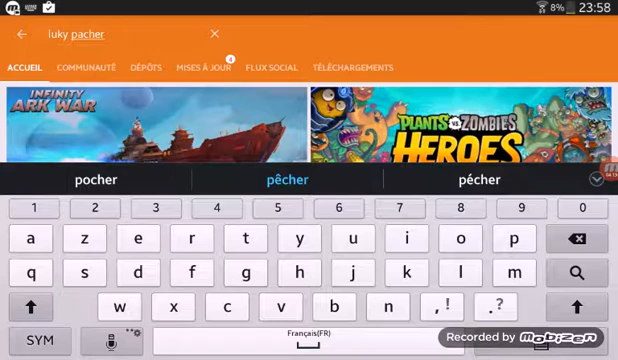 8% 23:58
luky pacher
ACCUEIL COMMUNAUTÉ DÉPÔTS MISES À JOUR 4 FLUX SOCIAL TÉLÉCHARGEMENTS
INFINITY
ARK WAR
PLANTS VS. ZOMBIES
HEROES
pocher pêcher pécher
1 2 3 4 5 6 7 8 9 0
a z e r t y u i o p
q s d f g h j k l m
w x c v b n , ! . ?
Français(FR)
SYM
Recorded by Mobizen